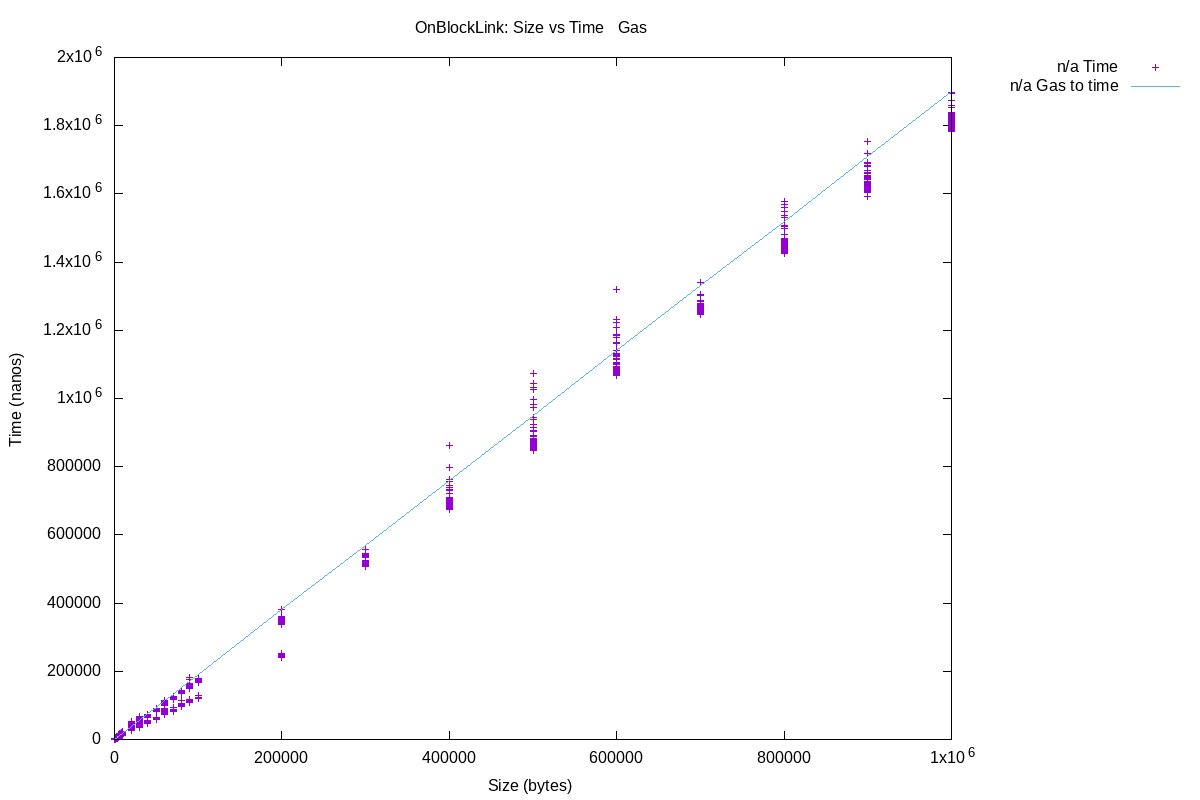 OnBlockLink: Size vs Time   Gas
n/a Time
n/a Gas to time
2x10 6
1.8x10 6
1.6x10 6
1.4x10 6
1.2x10 6
1x10 6
800000
600000
400000
200000
0
Time (nanos)
0 200000 400000 600000 800000 1x10 6
Size (bytes)